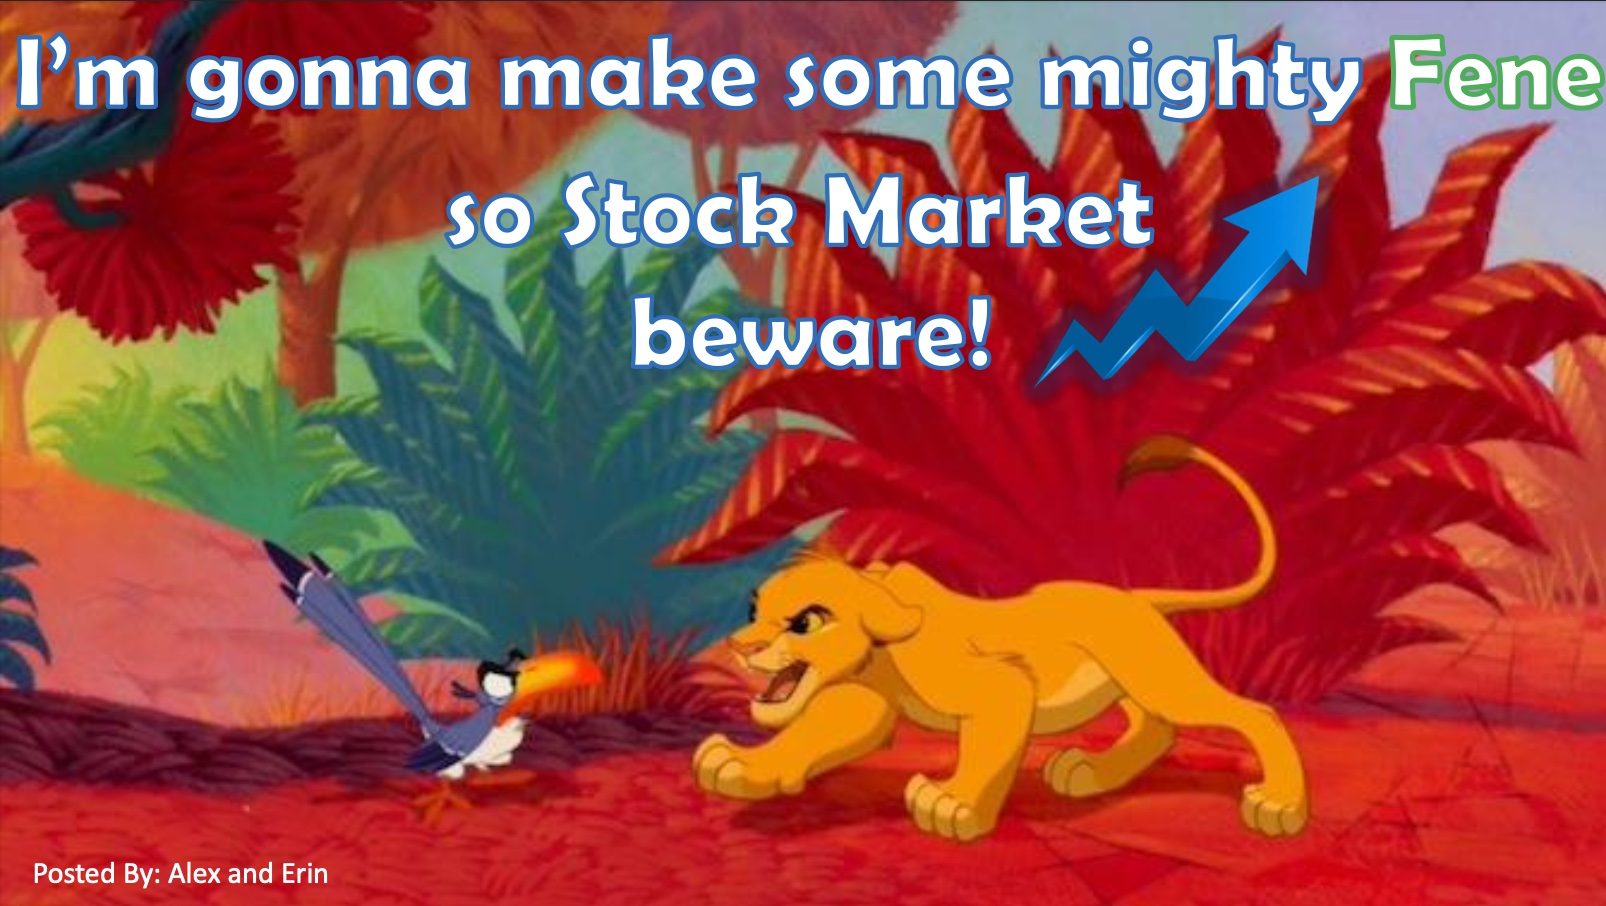 I'm gonna make some mighty Fene
so Stock Market
beware!
Posted By: Alex and Erin